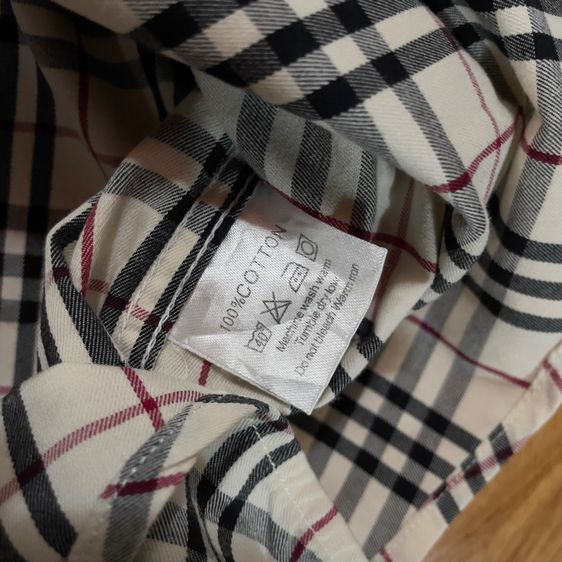 100%COTTON
40
Machine wash warm
Tumble dry low
Do not bleach Warm iron